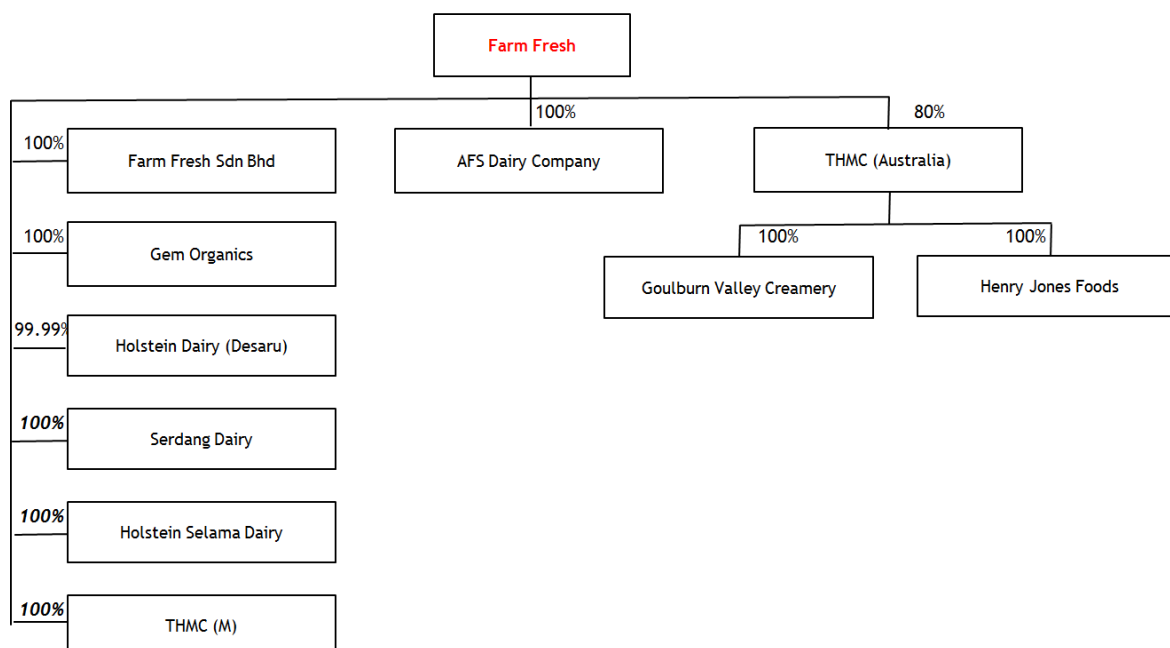 Farm Fresh
100%
80%
100%
Farm Fresh Sdn Bhd
AFS Dairy Company
THMC (Australia)
100%
Gem Organics
100%
100%
Goulburn Valley Creamery
Henry Jones Foods
99.99%
Holstein Dairy (Desaru)
100%
Serdang Dairy
100%
Holstein Selama Dairy
100%
THMC (M)